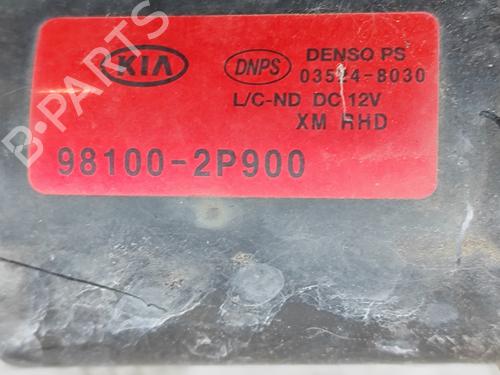 KIA
DNPS
DENSO PS
03524-8030
L/C-ND DC 12V
XM RHD
98100-2P900
B-PARTS